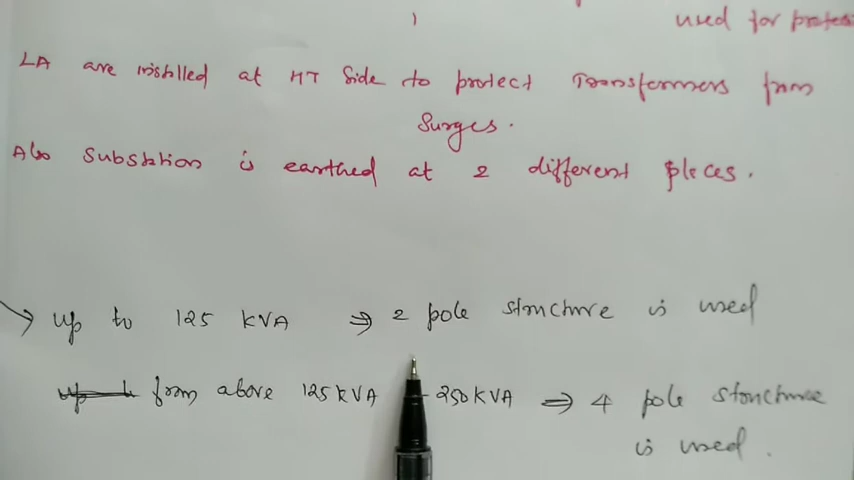 used for protec
LA are instlled at HT Side to protect Transformers from
Surges.
Also Substation is earthed at 2 different places.
up to 125 KVA ⇒ 2 pole structure is used
from above 125 KVA - 250 KVA ⇒ 4 pole structure
is used.